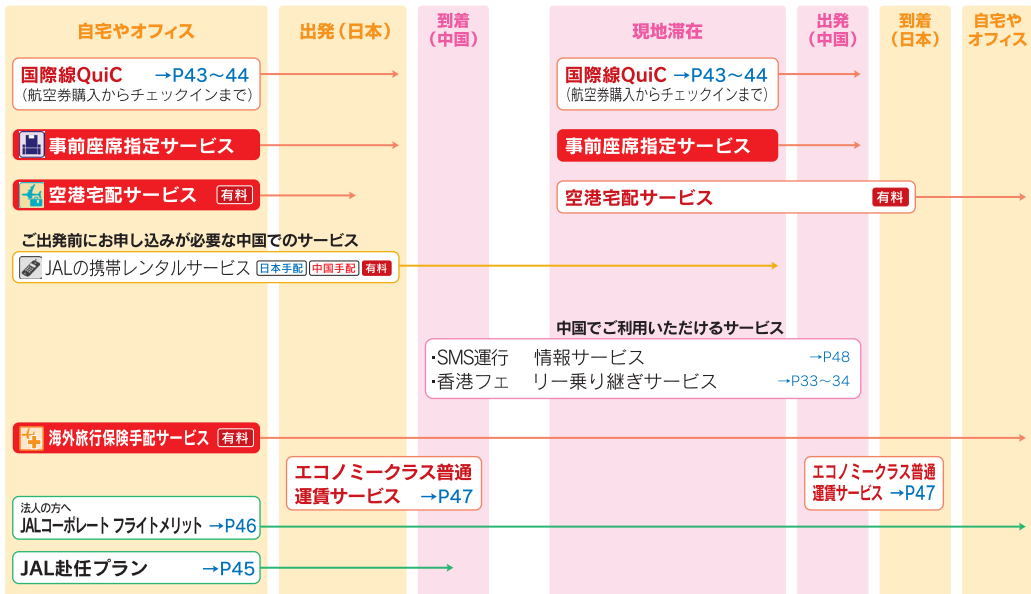 自宅やオフィス
出発（日本）
到着
（中国）
現地滞在
出発
（中国）
到着
（日本）
自宅や
オフィス
国際線QuiC →P43～44
（航空券購入からチェックインまで）
国際線QuiC →P43～44
（航空券購入からチェックインまで）
事前座席指定サービス
事前座席指定サービス
空港宅配サービス 有料
空港宅配サービス 有料
ご出発前にお申し込みが必要な中国でのサービス
JALの携帯レンタルサービス 日本手配 中国手配 有料
中国でご利用いただけるサービス
・SMS運行 情報サービス →P48
・香港フェ リー乗り継ぎサービス →P33～34
海外旅行保険手配サービス 有料
エコノミークラス普通
運賃サービス →P47
エコノミークラス普通
運賃サービス →P47
法人の方へ
JALコーポレート フライトメリット →P46
JAL赴任プラン →P45